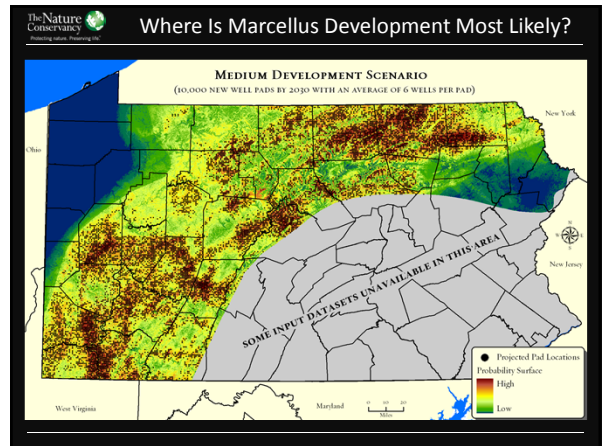 The Nature
Conservancy
Protecting nature. Preserving life.
Where Is Marcellus Development Most Likely?
MEDIUM DEVELOPMENT SCENARIO
(10,000 NEW WELL PADS BY 2030 WITH AN AVERAGE OF 6 WELLS PER PAD)
New York
Ohio
N
W E
S
New Jersey
SOME INPUT DATASETS UNAVAILABLE IN THIS AREA
Projected Pad Locations
Probability Surface
High
Low
West Virginia
Maryland
Miles